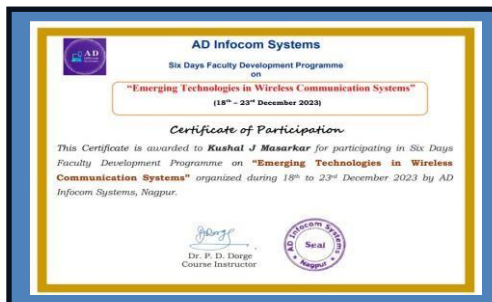 AD
AD Infocom Systems
Six Days Faculty Development Programme
on
“Emerging Technologies in Wireless Communication Systems”
(18th – 23rd December 2023)
Certificate of Participation
This Certificate is awarded to Kushal J Masarkar for participating in Six Days
Faculty Development Programme on “Emerging Technologies in Wireless
Communication Systems” organized during 18th to 23rd December 2023 by AD
Infocom Systems, Nagpur.
Dr. P. D. Dorge
Course Instructor
AD Infocom Systems
Seal
Nagpur